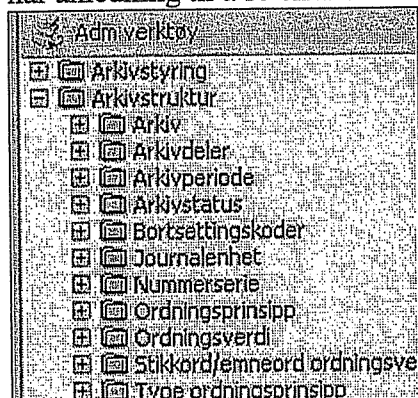 Adm verktøy
Arkivstyring
Arkivstruktur
Arkiv
Arkivdeler
Arkivperiode
Arkivstatus
Bortsettingskoder
Journalenhet
Nummerserie
Ordningsprinsipp
Ordningsverdi
Stikkord/emneord ordningsve
Type ordningsprinsipp